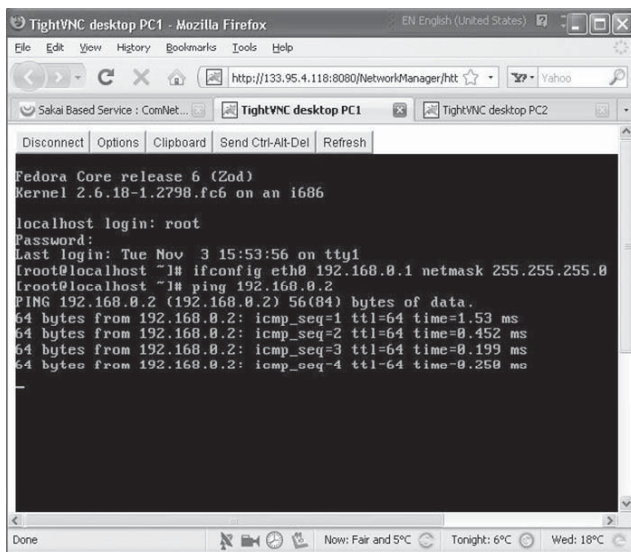 TightVNC desktop PC1 - Mozilla Firefox
EN English (United States)
File Edit View History Bookmarks Tools Help
http://133.95.4.118:8080/NetworkManager/htt
Yahoo
Sakai Based Service : ComNet...
TightVNC desktop PC1
TightVNC desktop PC2
Disconnect Options Clipboard Send Ctrl-Alt-Del Refresh
Fedora Core release 6 (Zod)
Kernel 2.6.18-1.2798.fc6 on an i686
localhost login: root
Password:
Last login: Tue Nov 3 15:53:56 on tty1
[root@localhost ~]# ifconfig eth0 192.168.0.1 netmask 255.255.255.0
[root@localhost ~]# ping 192.168.0.2
PING 192.168.0.2 (192.168.0.2) 56(84) bytes of data.
64 bytes from 192.168.0.2: icmp_seq=1 ttl=64 time=1.53 ms
64 bytes from 192.168.0.2: icmp_seq=2 ttl=64 time=0.452 ms
64 bytes from 192.168.0.2: icmp_seq=3 ttl=64 time=0.199 ms
64 bytes from 192.168.0.2: icmp_seq=4 ttl=64 time=0.250 ms
Done
Now: Fair and 5°C
Tonight: 6°C
Wed: 18°C